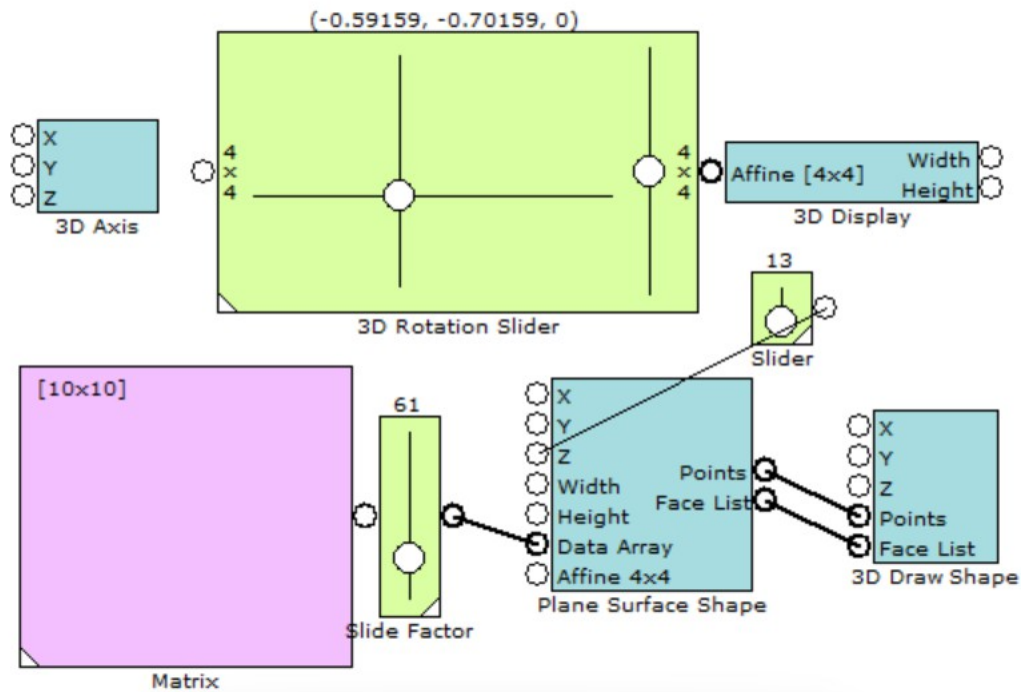 (-0.59159, -0.70159, 0)
X
Y
Z
3D Axis
4
x
4
4
x
4
3D Rotation Slider
Affine [4x4]
Width
Height
3D Display
13
Slider
[10x10]
Matrix
61
Slide Factor
X
Y
Z
Width
Height
Data Array
Affine 4x4
Points
Face List
Plane Surface Shape
X
Y
Z
Points
Face List
3D Draw Shape